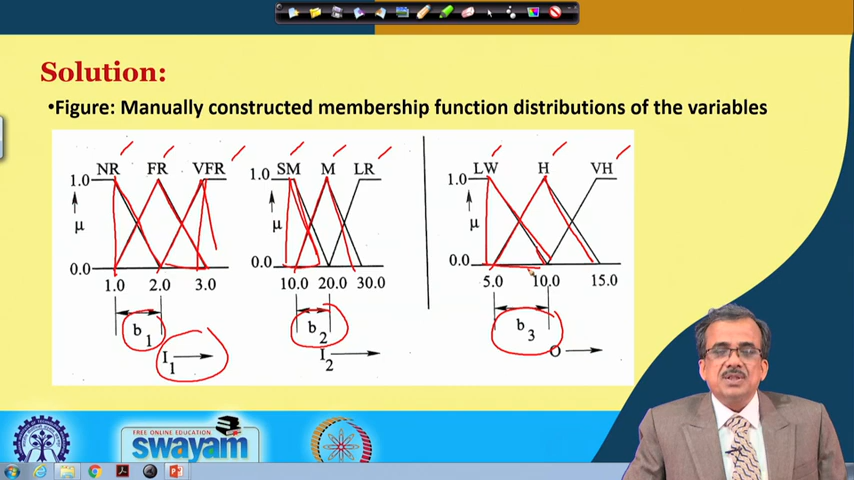 Solution:
•Figure: Manually constructed membership function distributions of the variables
NR FR VFR SM M LR LW H VH
1.0 1.0 1.0
μ μ μ
0.0 0.0 0.0
1.0 2.0 3.0 10.0 20.0 30.0 5.0 10.0 15.0
b1 b2 b3
I1 I2 O
FREE ONLINE EDUCATION
swayam